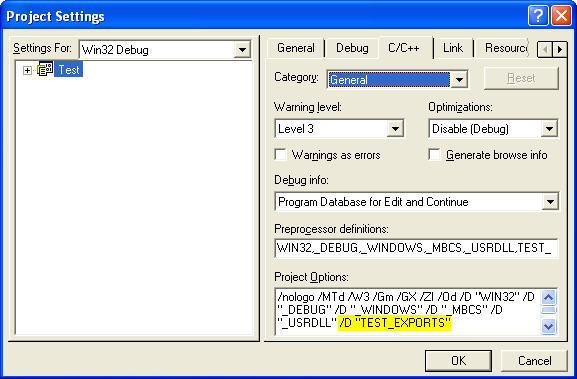 Project Settings
Settings For: Win32 Debug
Test
General Debug C/C++ Link Resourc
Category: General Reset
Warning level: Optimizations:
Level 3 Disable (Debug)
Warnings as errors Generate browse info
Debug info:
Program Database for Edit and Continue
Preprocessor definitions:
WIN32,_DEBUG,_WINDOWS,_MBCS,_USRDLL,TEST_
Project Options:
/nologo /MTd /W3 /Gm /GX /ZI /Od /D "WIN32" /D
"_DEBUG" /D "_WINDOWS" /D "_MBCS" /D
"_USRDLL" /D "TEST_EXPORTS"
OK Cancel